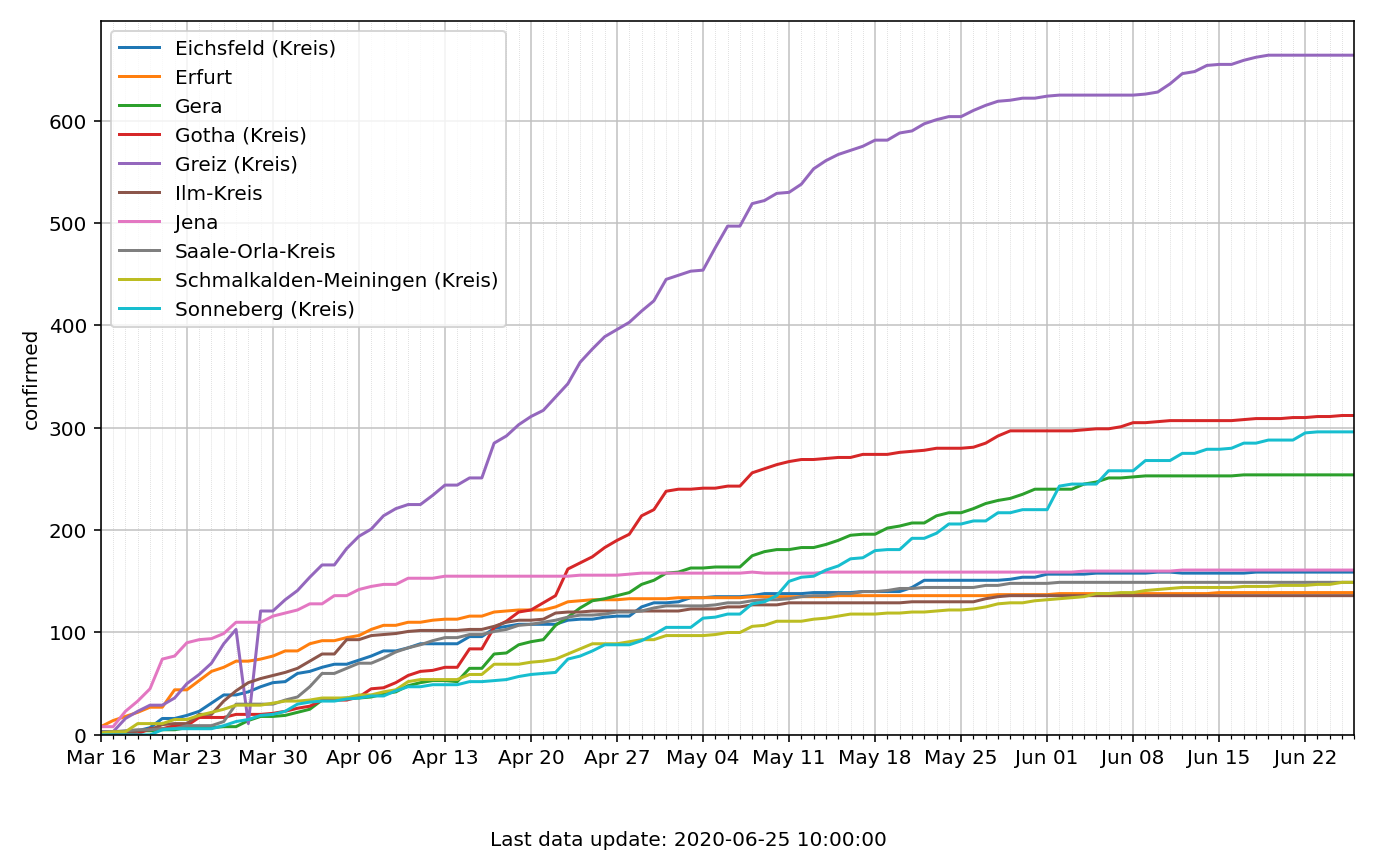 Eichsfeld (Kreis)
Erfurt
Gera
Gotha (Kreis)
Greiz (Kreis)
Ilm-Kreis
Jena
Saale-Orla-Kreis
Schmalkalden-Meiningen (Kreis)
Sonneberg (Kreis)
confirmed
600
500
400
300
200
100
0
Mar 16 Mar 23 Mar 30 Apr 06 Apr 13 Apr 20 Apr 27 May 04 May 11 May 18 May 25 Jun 01 Jun 08 Jun 15 Jun 22
Last data update: 2020-06-25 10:00:00